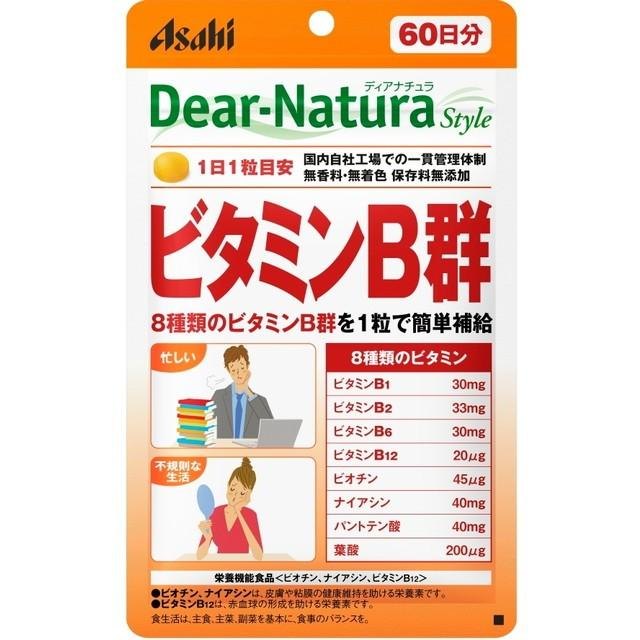 Asahi
60日分
ディアナチュラ
Dear-Natura Style
1日1粒目安
国内自社工場での一貫管理体制
無香料・無着色 保存料無添加
ビタミンB群
8種類のビタミンB群を1粒で簡単補給
忙しい
不規則な
生活
8種類のビタミン
ビタミンB1 30mg
ビタミンB2 33mg
ビタミンB6 30mg
ビタミンB12 20μg
ビオチン 45μg
ナイアシン 40mg
パントテン酸 40mg
葉酸 200μg
栄養機能食品<ビオチン、ナイアシン、ビタミンB12>
●ビオチン、ナイアシンは、皮膚や粘膜の健康維持を助ける栄養素です。
●ビタミンB12は、赤血球の形成を助ける栄養素です。
食生活は、主食、主菜、副菜を基本に、食事のバランスを。